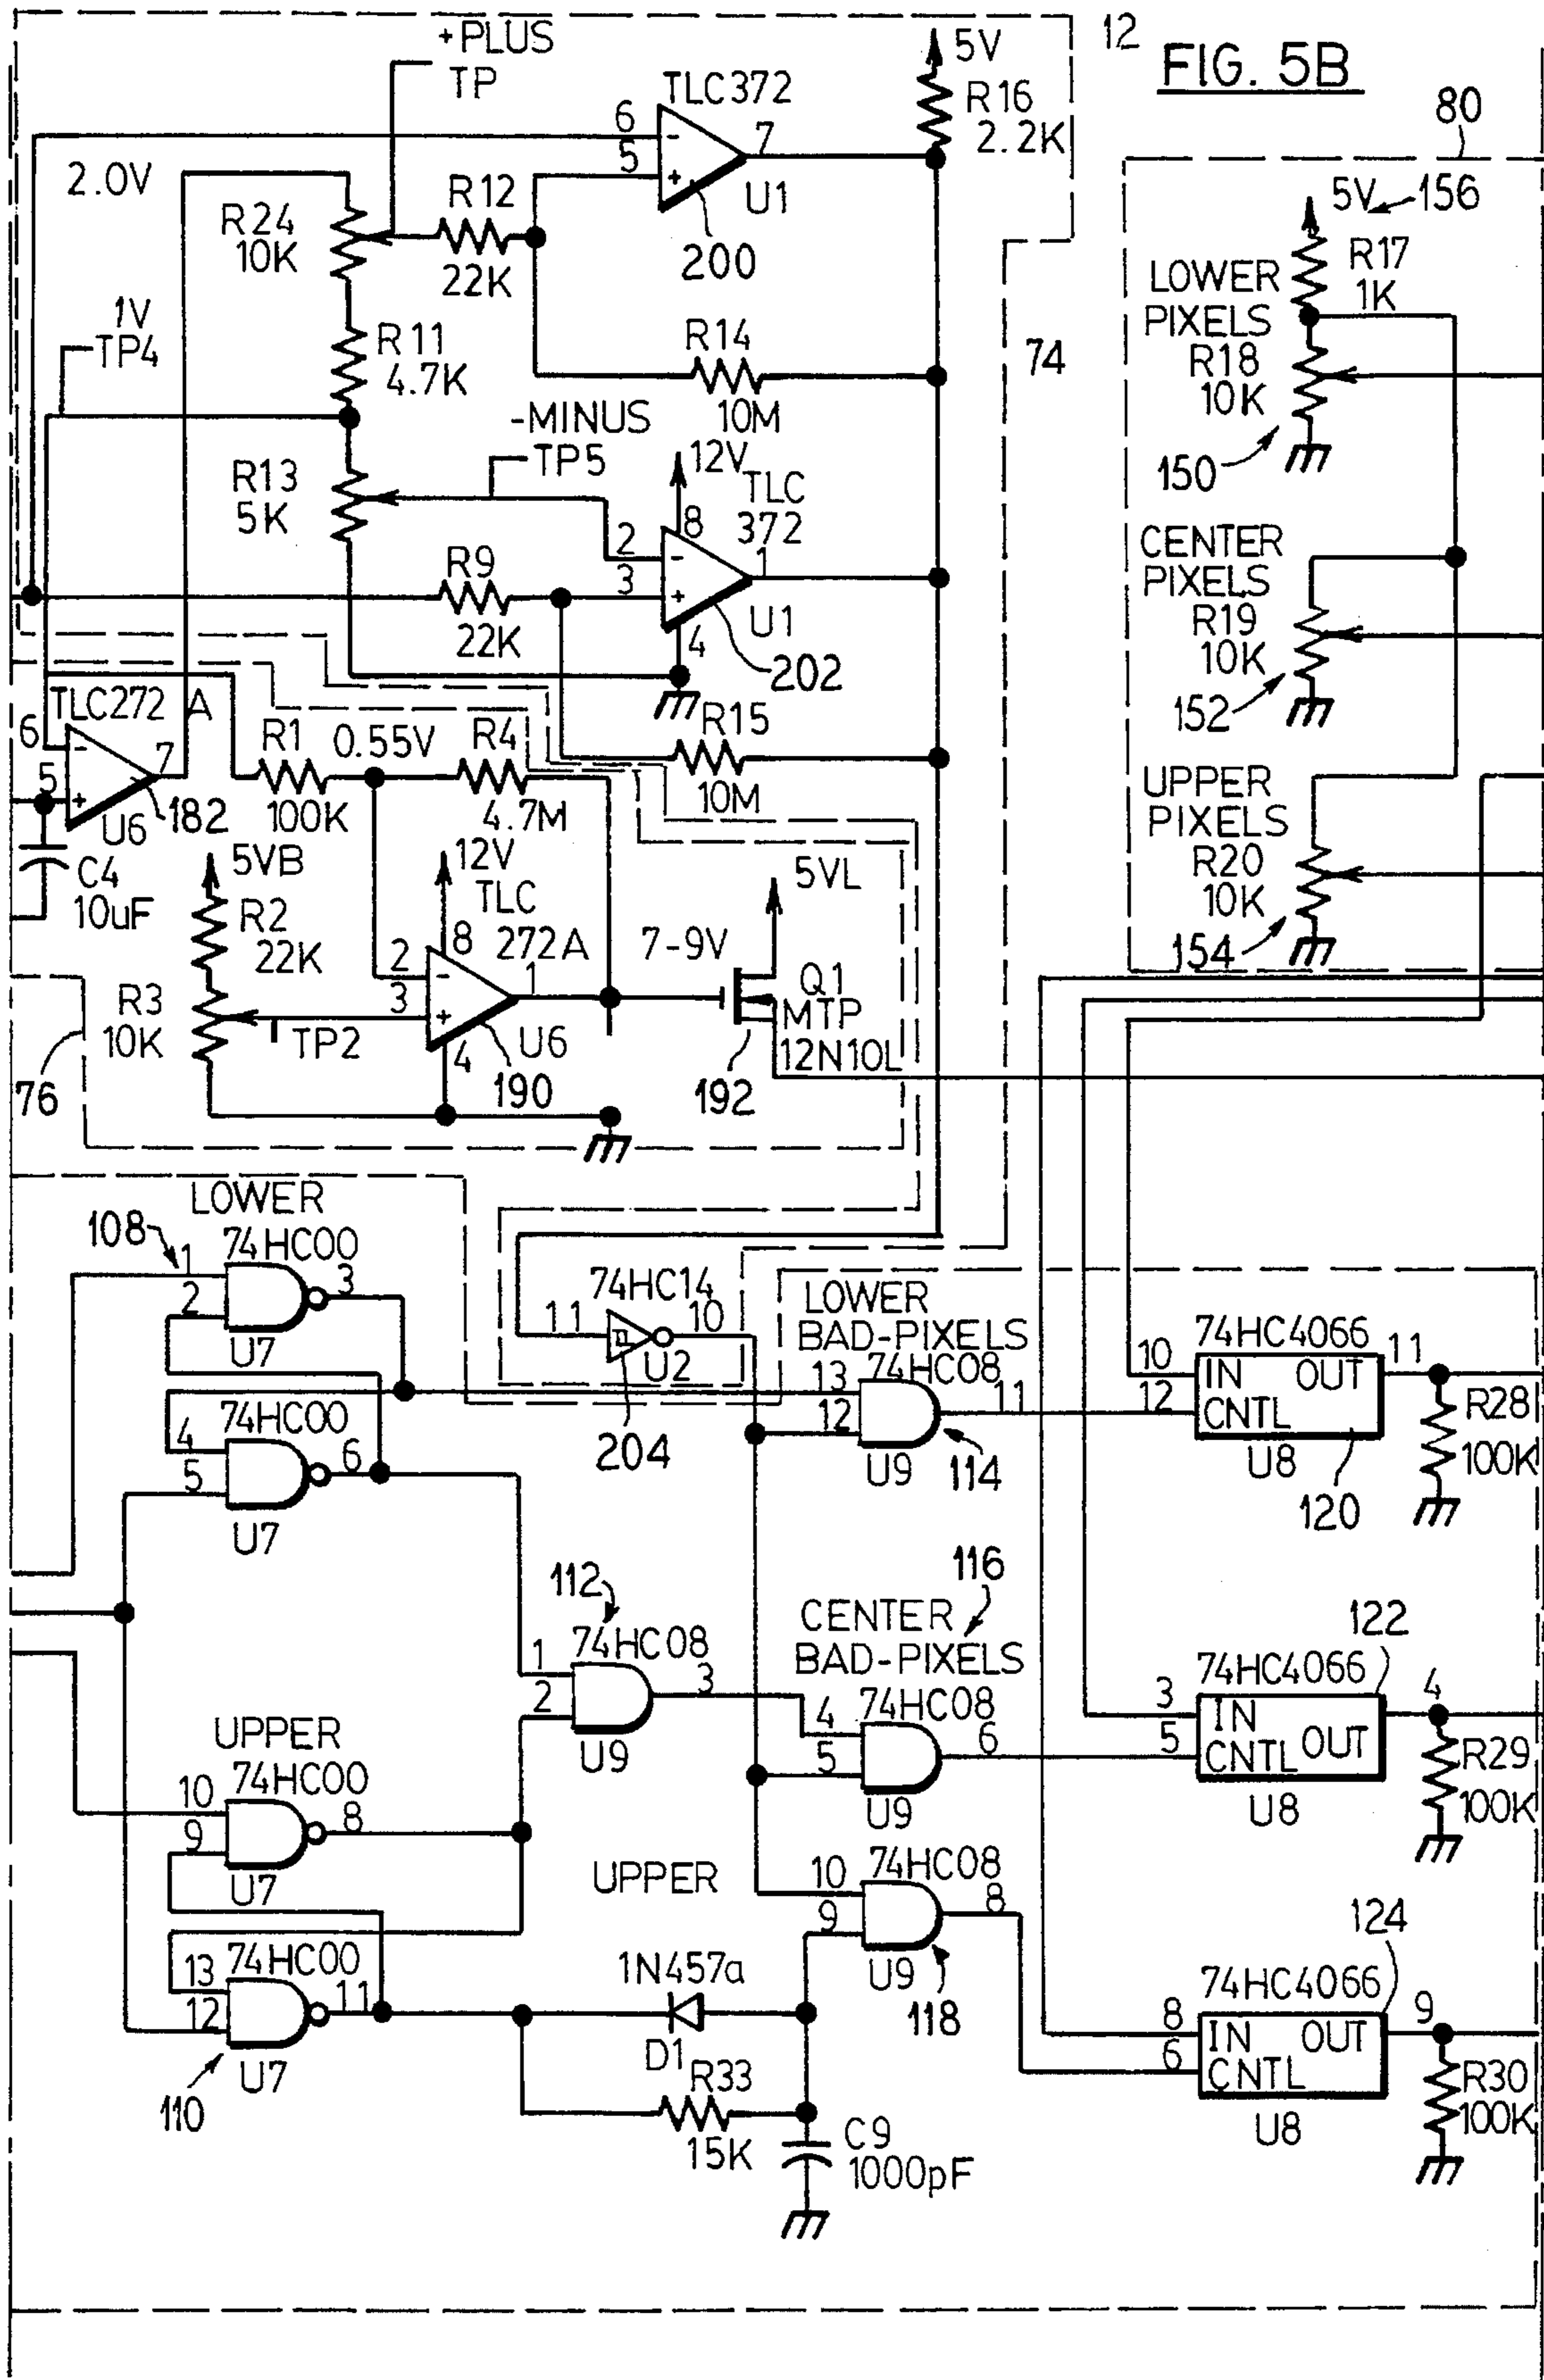 12
FIG. 5B
+PLUS
TP
TLC372
6
-
5
+
7
U1
200
5V
R16
2.2K
2.0V
R24
10K
R12
22K
80
5V
156
R17
1K
LOWER
PIXELS
R18
10K
150
1V
TP4
R11
4.7K
R14
10M
74
-MINUS
TP5
R13
5K
12V
TLC
372
8
2
-
3
+
1
U1
4
202
R9
22K
CENTER
PIXELS
R19
10K
152
TLC272 A
6
-
5
+
7
U6
182
C4
10uF
R1
100K
0.55V
R4
4.7M
R15
10M
UPPER
PIXELS
R20
10K
154
5VB
R2
22K
R3
10K
TP2
12V
TLC
272A
8
2
-
3
+
1
U6
4
190
7-9V
5VL
Q1
MTP
12N10L
192
76
LOWER
108
74HC00
1
2
3
U7
74HC00
4
5
6
U7
74HC14
11
10
U2
204
LOWER
BAD-PIXELS
74HC08
13
12
11
U9
114
74HC4066
10
IN
OUT
11
12
CNTL
U8
120
R28
100K
112
74HC08
1
2
3
U9
116
CENTER
BAD-PIXELS
74HC08
4
5
6
U9
122
74HC4066
3
IN
4
5
CNTL
OUT
U8
R29
100K
UPPER
74HC00
10
9
8
U7
74HC00
13
12
11
U7
110
UPPER
74HC08
10
9
8
U9
118
1N457a
D1
R33
15K
C9
1000pF
124
74HC4066
8
IN
OUT
9
6
CNTL
U8
R30
100K